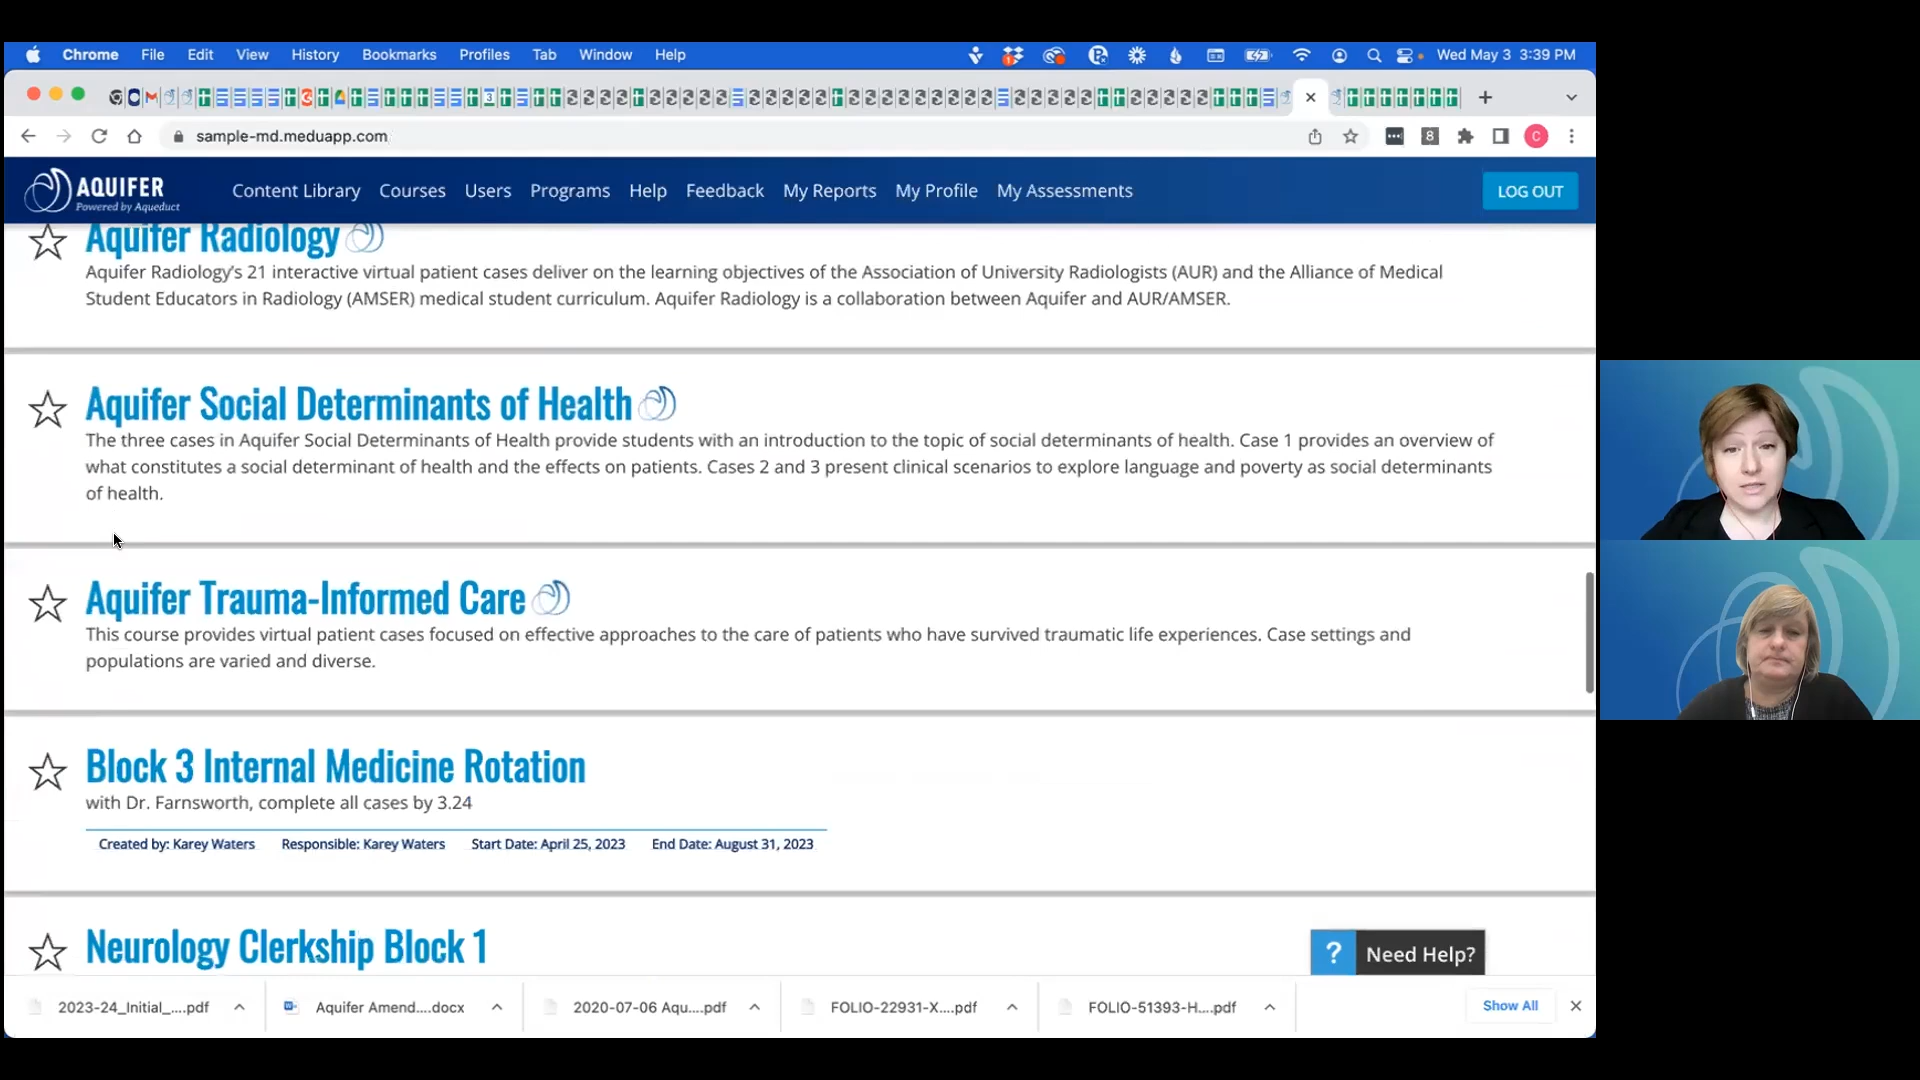 Chrome File Edit View History Bookmarks Profiles Tab Window Help Wed May 3 3:39 PM
sample-md.meduapp.com 8 C
AQUIFER
Powered by Aqueduct
Content Library Courses Users Programs Help Feedback My Reports My Profile My Assessments LOG OUT
Aquifer Radiology
Aquifer Radiology's 21 interactive virtual patient cases deliver on the learning objectives of the Association of University Radiologists (AUR) and the Alliance of Medical
Student Educators in Radiology (AMSER) medical student curriculum. Aquifer Radiology is a collaboration between Aquifer and AUR/AMSER.
Aquifer Social Determinants of Health
The three cases in Aquifer Social Determinants of Health provide students with an introduction to the topic of social determinants of health. Case 1 provides an overview of
what constitutes a social determinant of health and the effects on patients. Cases 2 and 3 present clinical scenarios to explore language and poverty as social determinants
of health.
Aquifer Trauma-Informed Care
This course provides virtual patient cases focused on effective approaches to the care of patients who have survived traumatic life experiences. Case settings and
populations are varied and diverse.
Block 3 Internal Medicine Rotation
with Dr. Farnsworth, complete all cases by 3.24
Created by: Karey Waters Responsible: Karey Waters Start Date: April 25, 2023 End Date: August 31, 2023
Neurology Clerkship Block 1
? Need Help?
2023-24_Initial_....pdf Aquifer Amend....docx 2020-07-06 Aqu....pdf FOLIO-22931-X....pdf FOLIO-51393-H....pdf Show All